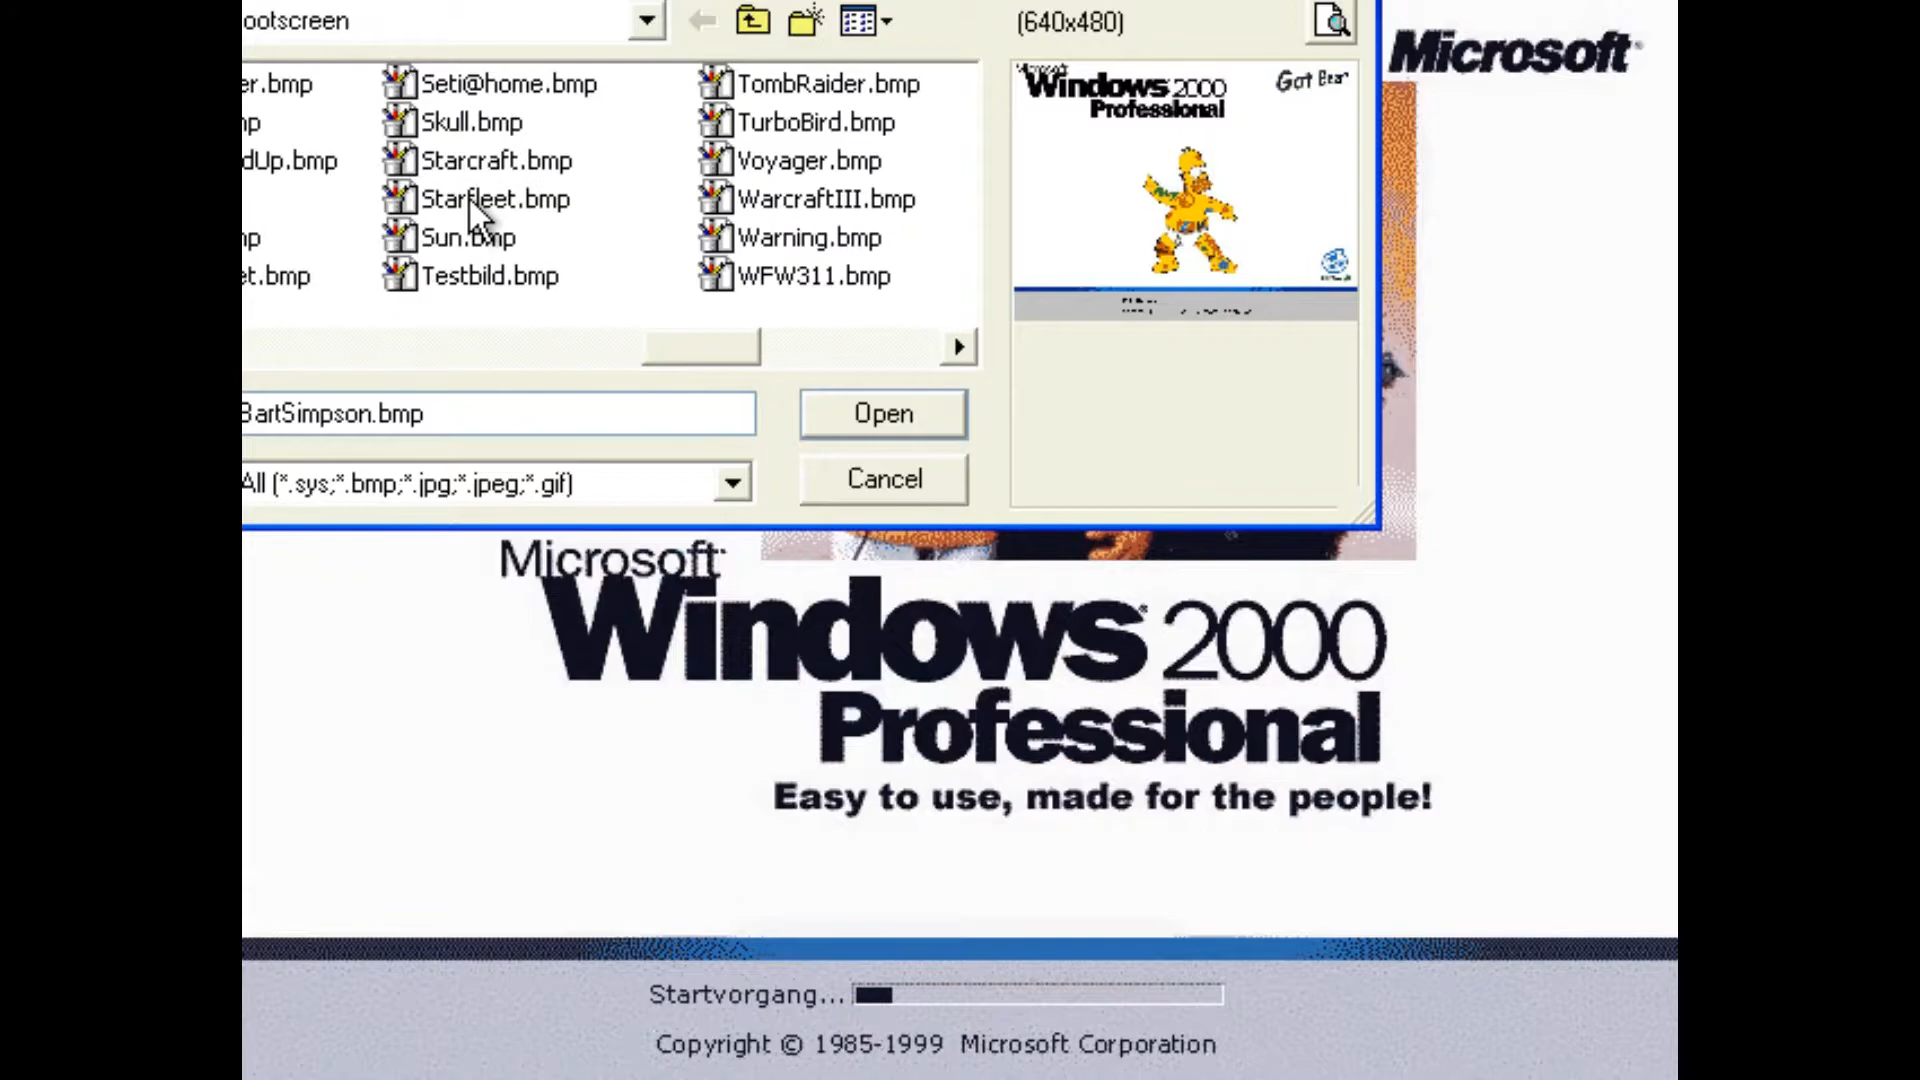 ootscreen
(640x480)
Microsoft
er.bmp
Seti@home.bmp
TombRaider.bmp
Microsoft
Windows 2000
Professional
p
Skull.bmp
TurboBird.bmp
dUp.bmp
Starcraft.bmp
Voyager.bmp
Starfleet.bmp
WarcraftIII.bmp
p
Sun.bmp
Warning.bmp
et.bmp
Testbild.bmp
WFW311.bmp
BartSimpson.bmp
Open
All (*.sys;*.bmp;*.jpg;*.jpeg;*.gif)
Cancel
Microsoft
Windows 2000
Professional
Easy to use, made for the people!
Startvorgang...
Copyright © 1985-1999 Microsoft Corporation